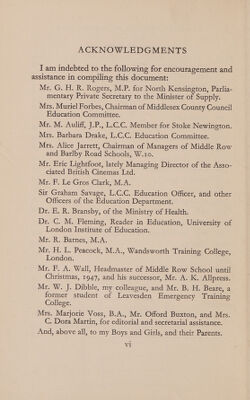 ACKNOWLEDGMENTS
I am indebted to the following for encouragement and
assistance in compiling this document:
Mr. G. H. R. Rogers, M.P. for North Kensington, Parlia-
mentary Private Secretary to the Minister of Supply.
Mrs. Muriel Forbes, Chairman of Middlesex County Council
Education Committee.
Mr. M. Auliff, J.P., L.C.C. Member for Stoke Newington.
Mrs. Barbara Drake, L.C.C. Education Committee.
Mrs. Alice Jarrett, Chairman of Managers of Middle Row
and Barlby Road Schools, W.10.
Mr. Eric Lightfoot, lately Managing Director of the Asso-
ciated British Cinemas Ltd.
Mr. F. Le Gros Clark, M.A.
Sir Graham Savage, L.C.C. Education Officer, and other
Officers of the Education Department.
Dr. E. R. Bransby, of the Ministry of Health.
Dr. C. M. Fleming, Reader in Education, University of
London Institute of Education.
Mr. R. Barnes, M.A.
Mr. H. L. Peacock, M.A., Wandsworth Training College,
London.
Mr. F. A. Wall, Headmaster of Middle Row School until
Christmas, 1947, and his successor, Mr. A. K. Allpress.
Mr. W. J. Dibble, my colleague, and Mr. B. H. Beare, a
former student of Leavesden Emergency Training
College.
Mrs. Marjorie Voss, B.A., Mr. Offord Buxton, and Mrs.
C. Dora Martin, for editorial and secretarial assistance.
And, above all, to my Boys and Girls, and their Parents.
vi